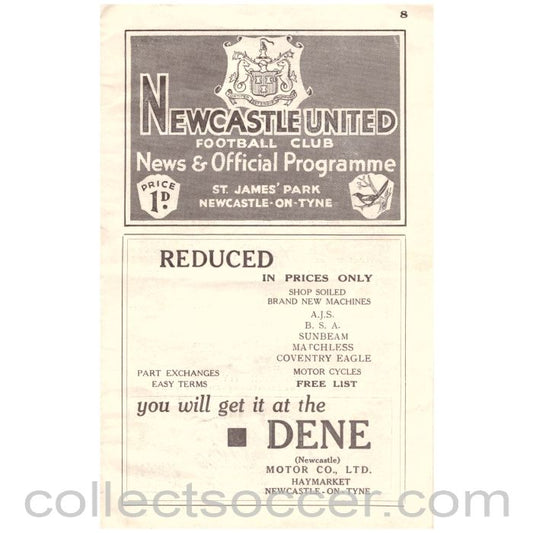 8
NEWCASTLE UNITED
FOOTBALL CLUB
News & Official Programme
PRICE
1D.
ST. JAMES' PARK
NEWCASTLE-ON-TYNE
REDUCED
IN PRICES ONLY
SHOP SOILED
BRAND NEW MACHINES
A.J.S.
B. S. A.
SUNBEAM
MATCHLESS
COVENTRY EAGLE
PART EXCHANGES
MOTOR CYCLES
EASY TERMS
FREE LIST
you will get it at the
DENE
(Newcastle)
MOTOR CO., LTD.
HAYMARKET
NEWCASTLE-ON-TYNE
collectsoccer.com